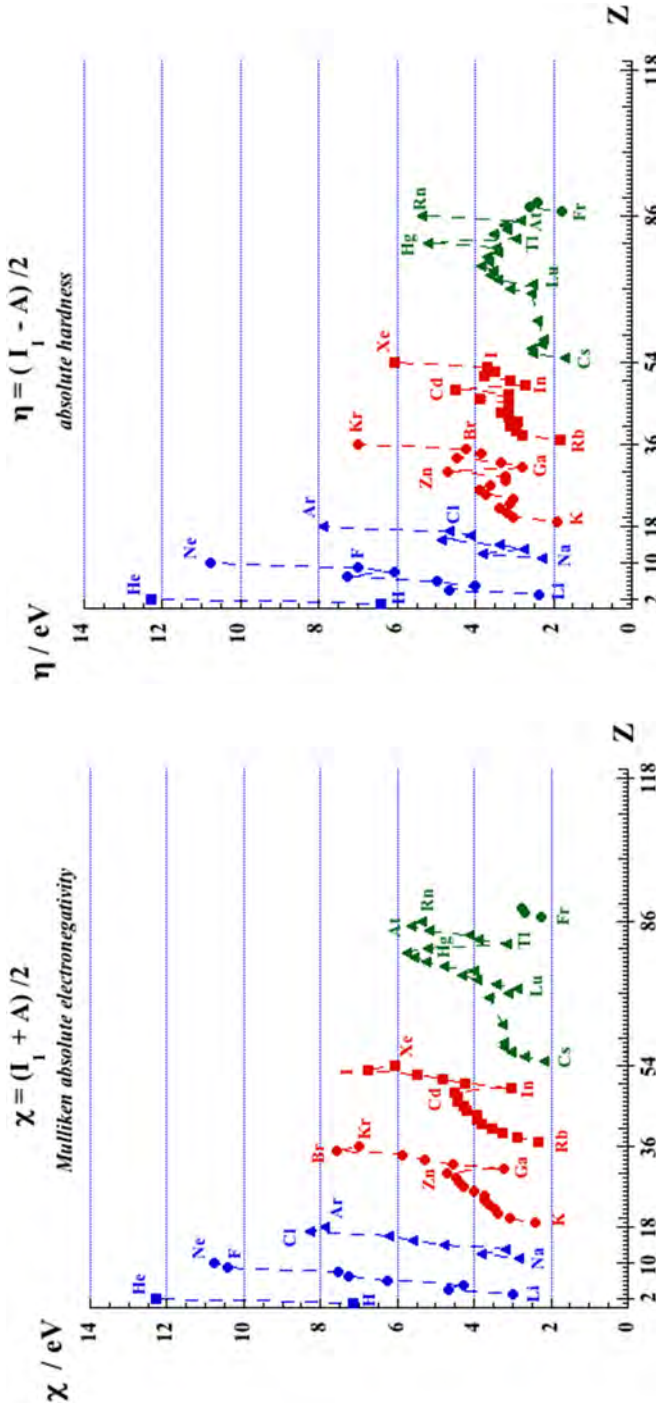 χ = (I₁ + A) /2
Mulliken absolute electronegativity
χ / eV
14
12
10
8
6
4
2
0
He
H
Ne
F
Li
Cl
Ar
Na
Br
Kr
Zn
Ga
K
I
Xe
Cd
In
Rb
At
Rn
Hg
Tl
Lu
Cs
Fr
2 10 18 36 54 86 118
Z
η = (I₁ - A) /2
absolute hardness
η / eV
14
12
10
8
6
4
2
0
He
H
Ne
F
Li
Ar
Cl
Na
Kr
Zn
Br
Ga
K
Xe
Cd
I
In
Rb
Hg
Rn
Tl
At
Lu
Cs
Fr
2 10 18 36 54 86 118
Z